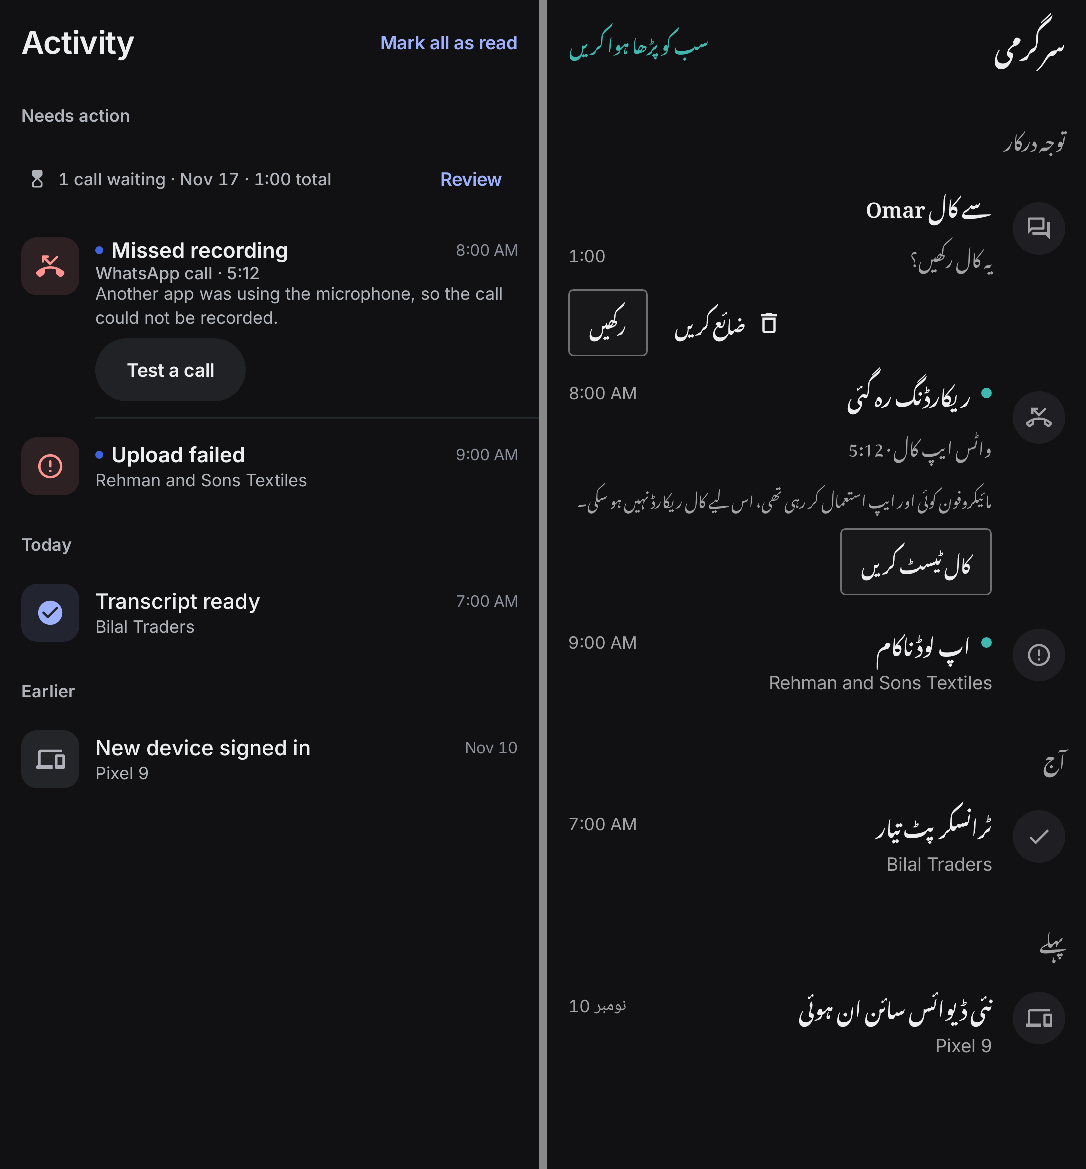 Activity
Mark all as read
Needs action
1 call waiting · Nov 17 · 1:00 total
Review
Missed recording
8:00 AM
WhatsApp call · 5:12
Another app was using the microphone, so the call
could not be recorded.
Test a call
Upload failed
9:00 AM
Rehman and Sons Textiles
Today
Transcript ready
7:00 AM
Bilal Traders
Earlier
New device signed in
Nov 10
Pixel 9
سرگرمی
سب کو پڑھا ہوا کریں
توجہ درکار
Omar سے کال
یہ کال رکھیں؟
1:00
ضائع کریں
رکھیں
ریکارڈنگ رہ گئی
8:00 AM
واٹس ایپ کال · 5:12
مائیکروفون کوئی اور ایپ استعمال کر رہی تھی، اس لیے کال ریکارڈ نہیں ہو سکی۔
کال ٹیسٹ کریں
اپ لوڈ ناکام
9:00 AM
Rehman and Sons Textiles
آج
ٹرانسکرپٹ تیار
7:00 AM
Bilal Traders
پہلے
نئی ڈیوائس سائن ان ہوئی
10 نومبر
Pixel 9